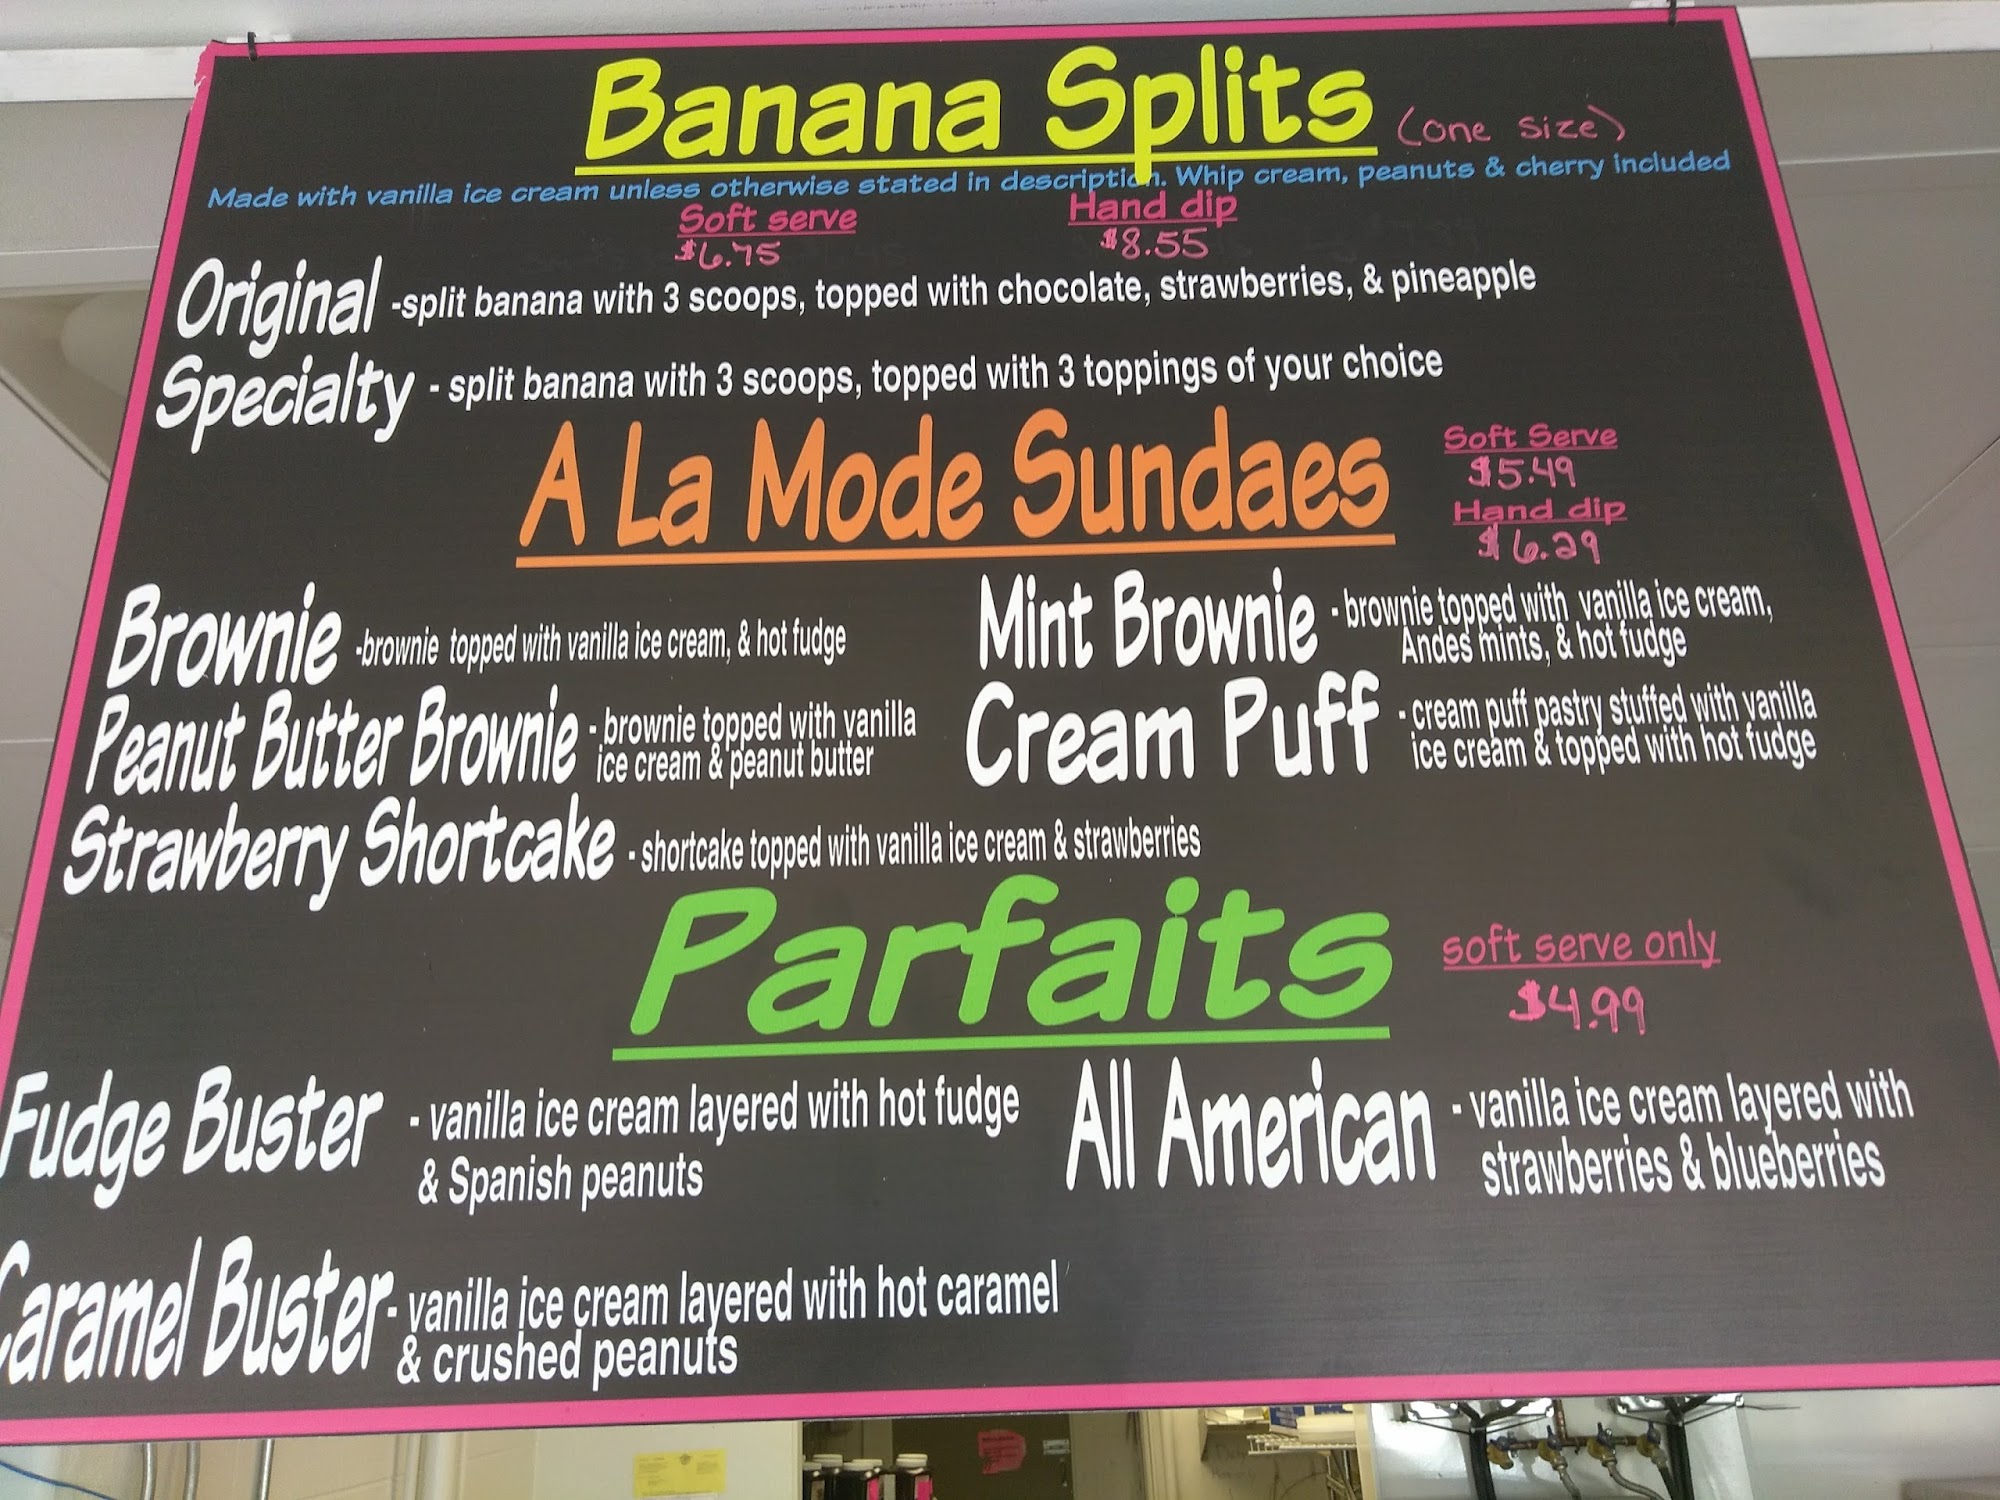 Banana Splits (one size)
Made with vanilla ice cream unless otherwise stated in description. Whip cream, peanuts & cherry included
Soft serve Hand dip
$6.75 $8.55
Original -split banana with 3 scoops, topped with chocolate, strawberries, & pineapple
Specialty - split banana with 3 scoops, topped with 3 toppings of your choice
A La Mode Sundaes
Soft Serve
$5.49
Hand dip
$6.29
Brownie -brownie topped with vanilla ice cream, & hot fudge
Mint Brownie - brownie topped with vanilla ice cream,
Andes mints, & hot fudge
Peanut Butter Brownie - brownie topped with vanilla
ice cream & peanut butter
Cream Puff - cream puff pastry stuffed with vanilla
ice cream & topped with hot fudge
Strawberry Shortcake - shortcake topped with vanilla ice cream & strawberries
Parfaits
soft serve only
$4.99
Fudge Buster - vanilla ice cream layered with hot fudge
& Spanish peanuts
All American - vanilla ice cream layered with
strawberries & blueberries
Caramel Buster - vanilla ice cream layered with hot caramel
& crushed peanuts